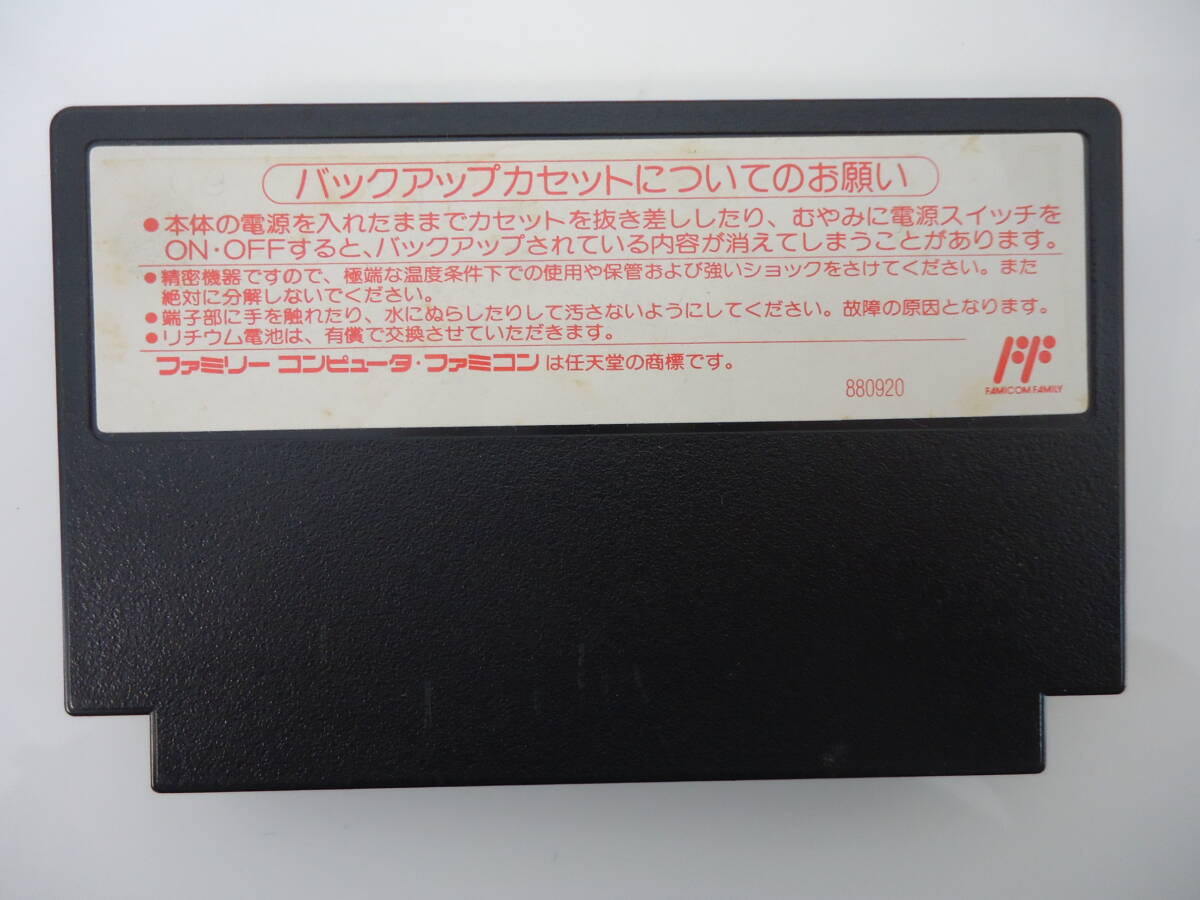 バックアップカセットについてのお願い
●本体の電源を入れたままでカセットを抜き差ししたり、むやみに電源スイッチを
ON・OFFすると、バックアップされている内容が消えてしまうことがあります。
●精密機器ですので、極端な温度条件下での使用や保管および強いショックをさけてください。また
絶対に分解しないでください。
●端子部に手を触れたり、水にぬらしたりして汚さないようにしてください。故障の原因となります。
●リチウム電池は、有償で交換させていただきます。
ファミリー コンピュータ・ファミコンは任天堂の商標です。
880920
FAMICOM FAMILY